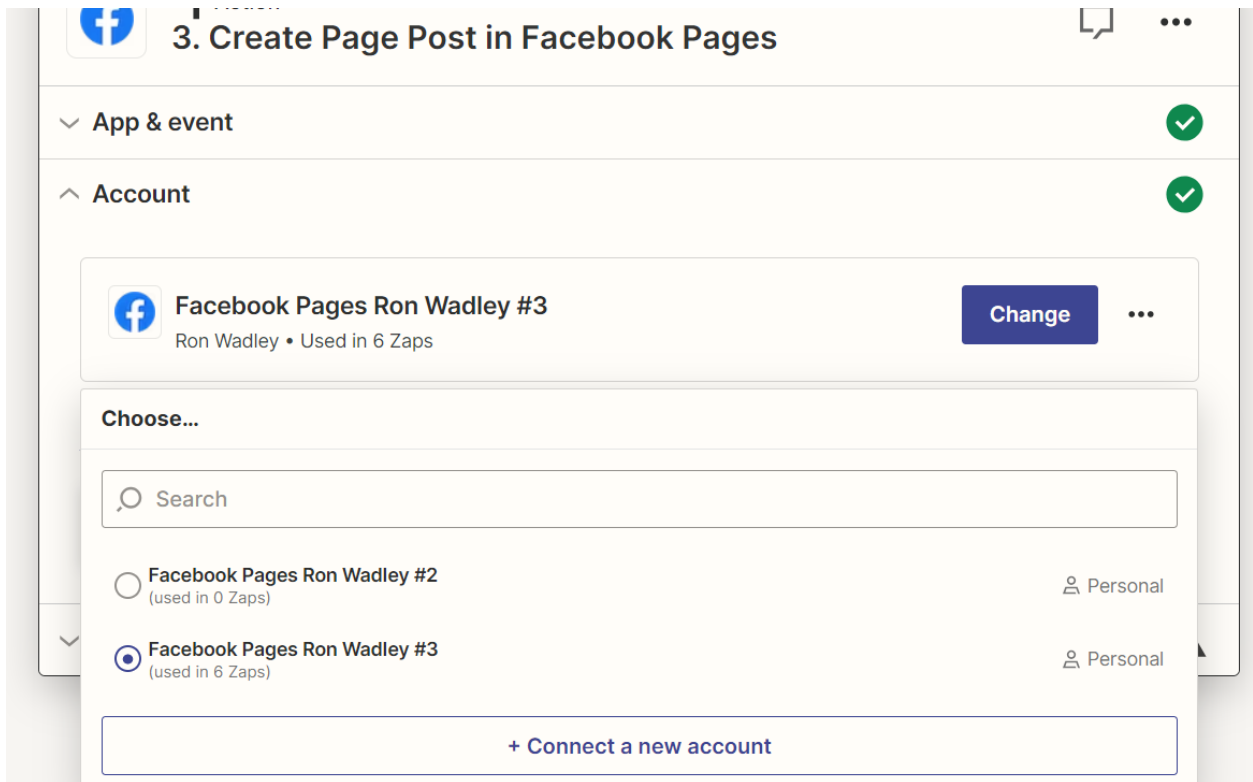 3. Create Page Post in Facebook Pages
App & event
Account
Facebook Pages Ron Wadley #3
Ron Wadley • Used in 6 Zaps
Change
Choose...
Search
Facebook Pages Ron Wadley #2
(used in 0 Zaps)
Personal
Facebook Pages Ron Wadley #3
(used in 6 Zaps)
Personal
+ Connect a new account